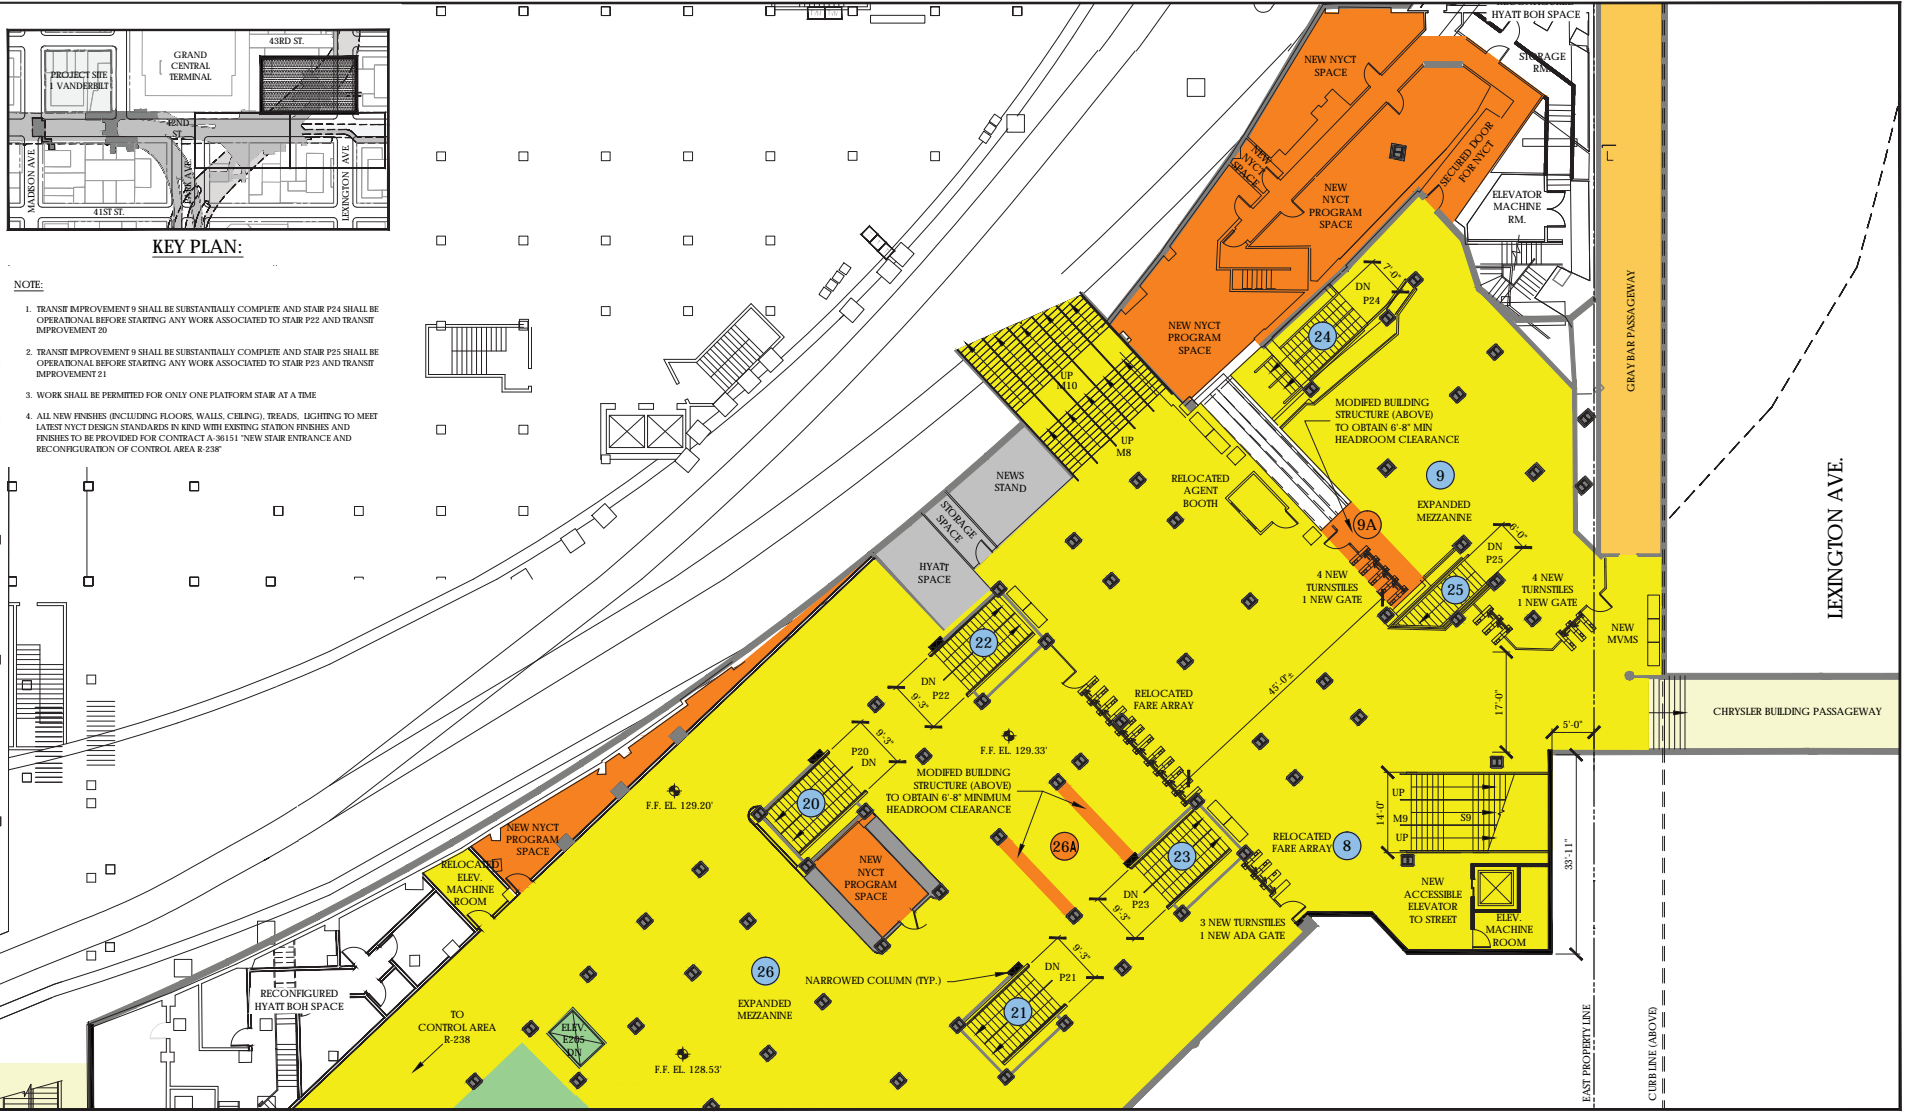 43RD ST.
GRAND
CENTRAL
TERMINAL
PROJECT SITE
1 VANDERBILT
42ND
ST.
MADISON AVE.
PARK AVE.
LEXINGTON AVE.
41ST ST.
KEY PLAN:
NOTE:
1. TRANSIT IMPROVEMENT 9 SHALL BE SUBSTANTIALLY COMPLETE AND STAIR P24 SHALL BE
OPERATIONAL BEFORE STARTING ANY WORK ASSOCIATED TO STAIR P22 AND TRANSIT
IMPROVEMENT 20
2. TRANSIT IMPROVEMENT 9 SHALL BE SUBSTANTIALLY COMPLETE AND STAIR P25 SHALL BE
OPERATIONAL BEFORE STARTING ANY WORK ASSOCIATED TO STAIR P23 AND TRANSIT
IMPROVEMENT 21
3. WORK SHALL BE PERMITTED FOR ONLY ONE PLATFORM STAIR AT A TIME
4. ALL NEW FINISHES (INCLUDING FLOORS, WALLS, CEILING), TREADS, LIGHTING TO MEET
LATEST NYCT DESIGN STANDARDS IN KIND WITH EXISTING STATION FINISHES AND
FINISHES TO BE PROVIDED FOR CONTRACT A-36151 "NEW STAIR ENTRANCE AND
RECONFIGURATION OF CONTROL AREA R-238"
HYATT BOH SPACE
STORAGE
RM.
NEW NYCT
SPACE
NEW
NYCT
SPACE
SECURED DOOR
FOR NYCT
NEW
NYCT
PROGRAM
SPACE
ELEVATOR
MACHINE
RM.
GRAY BAR PASSAGEWAY
LEXINGTON AVE.
7'-0"
DN
P24
24
NEW NYCT
PROGRAM
SPACE
UP
M10
UP
M8
MODIFED BUILDING
STRUCTURE (ABOVE)
TO OBTAIN 6'-8" MIN
HEADROOM CLEARANCE
9
EXPANDED
MEZZANINE
RELOCATED
AGENT
BOOTH
NEWS
STAND
STORAGE
SPACE
HYATT
SPACE
9A
6'-0"
DN
P25
25
4 NEW
TURNSTILES
1 NEW GATE
4 NEW
TURNSTILES
1 NEW GATE
NEW
MVMS
22
DN
P22
9'-3"
45'-0"±
RELOCATED
FARE ARRAY
17'-0"
5'-0"
CHRYSLER BUILDING PASSAGEWAY
9'-3"
P20
DN
20
F.F. EL. 129.33'
F.F. EL. 129.20'
MODIFED BUILDING
STRUCTURE (ABOVE)
TO OBTAIN 6'-8" MINIMUM
HEADROOM CLEARANCE
26A
23
DN
P23
9'-3"
RELOCATED
FARE ARRAY
8
14'-0"
UP
M9
UP
S9
33'-11"
NEW NYCT
PROGRAM
SPACE
RELOCATED
ELEV.
MACHINE
ROOM
NEW
NYCT
PROGRAM
SPACE
NEW
ACCESSIBLE
ELEVATOR
TO STREET
ELEV.
MACHINE
ROOM
3 NEW TURNSTILES
1 NEW ADA GATE
9'-3"
DN
P21
21
NARROWED COLUMN (TYP.)
26
EXPANDED
MEZZANINE
RECONFIGURED
HYATT BOH SPACE
TO
CONTROL AREA
R-238
ELEV.
E205
DN
F.F. EL. 128.53'
EAST PROPERTY LINE
CURB LINE (ABOVE)